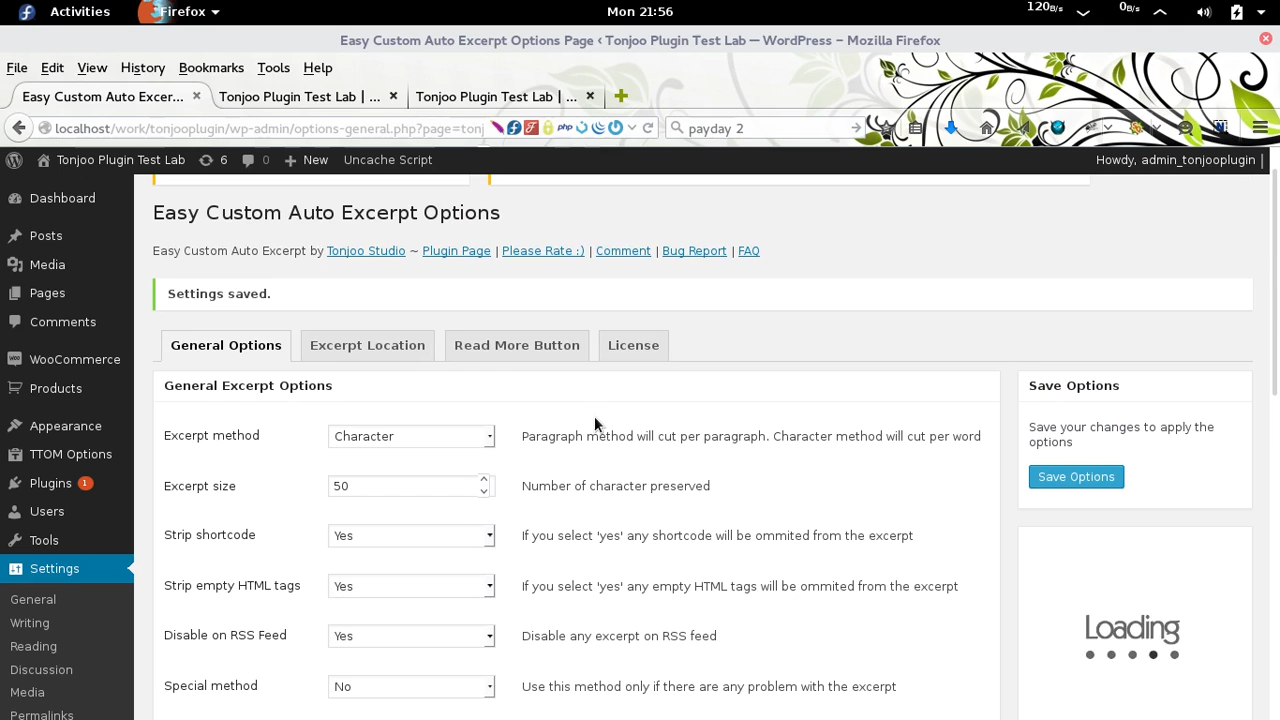 Activities Firefox Mon 21:56 120B/s 0B/s
Easy Custom Auto Excerpt Options Page ‹ Tonjoo Plugin Test Lab — WordPress – Mozilla Firefox
File Edit View History Bookmarks Tools Help
Easy Custom Auto Excer... Tonjoo Plugin Test Lab | ... Tonjoo Plugin Test Lab | ...
localhost/work/tonjooplugin/wp-admin/options-general.php?page=tonj php payday 2
Tonjoo Plugin Test Lab 6 0 New Uncache Script Howdy, admin_tonjooplugin
Dashboard
Posts
Media
Pages
Comments
WooCommerce
Products
Appearance
TTOM Options
Plugins 1
Users
Tools
Settings
General
Writing
Reading
Discussion
Media
Permalinks
Easy Custom Auto Excerpt Options
Easy Custom Auto Excerpt by Tonjoo Studio ~ Plugin Page | Please Rate :) | Comment | Bug Report | FAQ
Settings saved.
General Options Excerpt Location Read More Button License
General Excerpt Options
Excerpt method Character Paragraph method will cut per paragraph. Character method will cut per word
Excerpt size 50 Number of character preserved
Strip shortcode Yes If you select 'yes' any shortcode will be ommited from the excerpt
Strip empty HTML tags Yes If you select 'yes' any empty HTML tags will be ommited from the excerpt
Disable on RSS Feed Yes Disable any excerpt on RSS feed
Special method No Use this method only if there are any problem with the excerpt
Save Options
Save your changes to apply the
options
Save Options
Loading